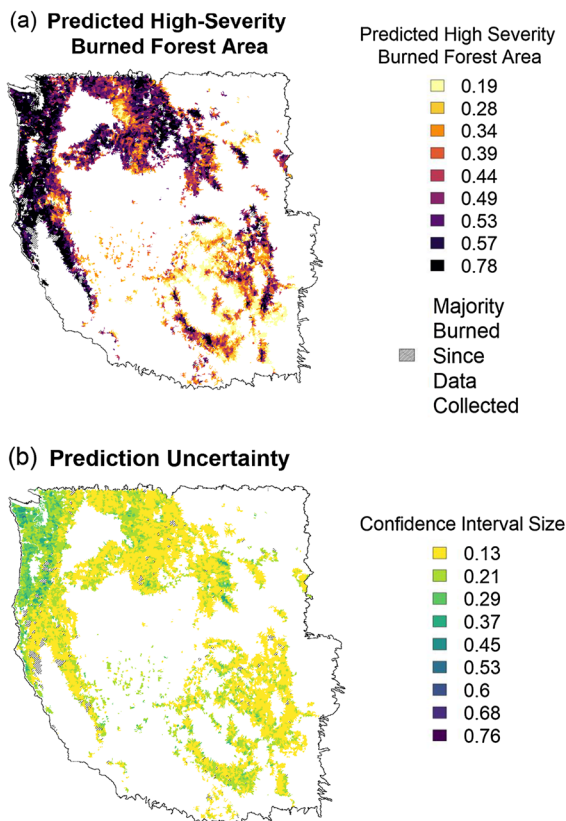 (a) Predicted High-Severity
Burned Forest Area
Predicted High Severity
Burned Forest Area
0.19
0.28
0.34
0.39
0.44
0.49
0.53
0.57
0.78
Majority
Burned
Since
Data
Collected
(b) Prediction Uncertainty
Confidence Interval Size
0.13
0.21
0.29
0.37
0.45
0.53
0.6
0.68
0.76